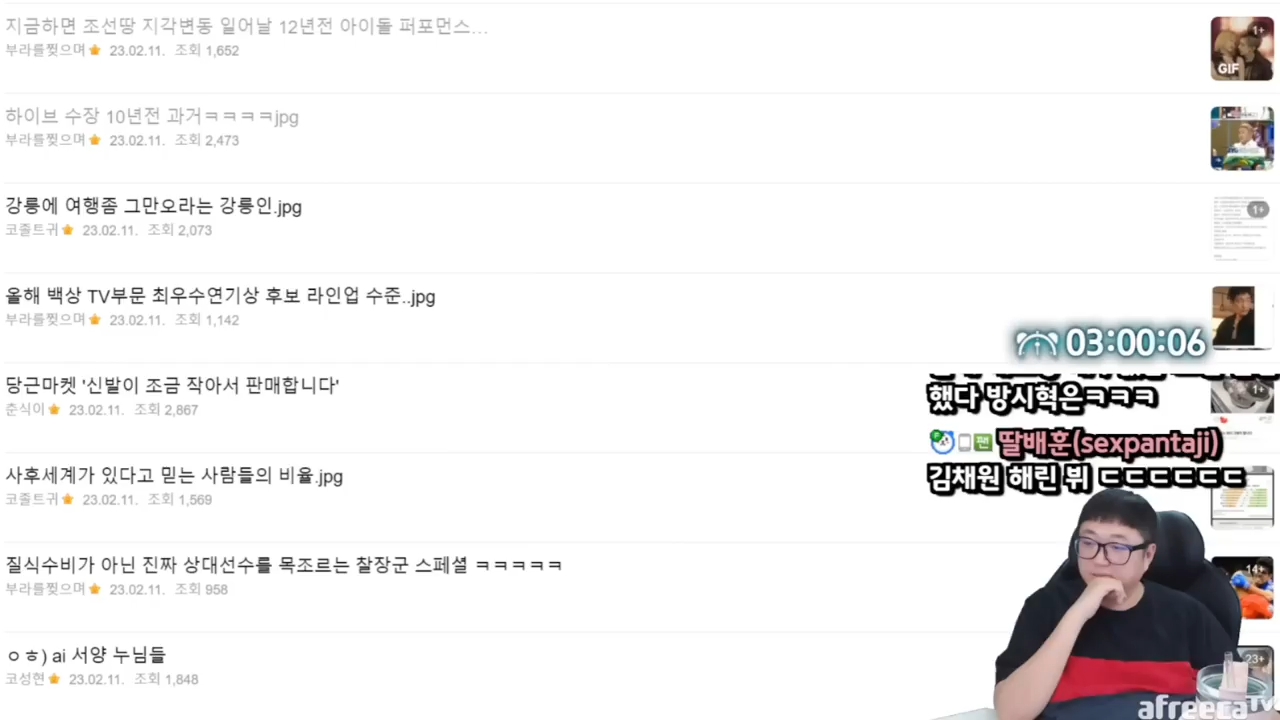 지금하면 조선땅 지각변동 일어날 12년전 아이돌 퍼포먼스...
부라를찢으며 23.02.11. 조회 1,652
1+
GIF
하이브 수장 10년전 과거ㅋㅋㅋㅋjpg
부라를찢으며 23.02.11. 조회 2,473
강릉에 여행좀 그만오라는 강릉인.jpg
코졸트귀 23.02.11. 조회 2,073
1+
올해 백상 TV부문 최우수연기상 후보 라인업 수준..jpg
부라를찢으며 23.02.11. 조회 1,142
03:00:06
당근마켓 '신발이 조금 작아서 판매합니다'
춘식이 23.02.11. 조회 2,867
1+
했다 방시혁은ㅋㅋㅋ
팬 딸배훈(sexpantaji)
김채원 해린 뷔 ㄷㄷㄷㄷㄷㄷ
사후세계가 있다고 믿는 사람들의 비율.jpg
코졸트귀 23.02.11. 조회 1,569
질식수비가 아닌 진짜 상대선수를 목조르는 찰장군 스페셜 ㅋㅋㅋㅋㅋ
부라를찢으며 23.02.11. 조회 958
14+
ㅇㅎ) ai 서양 누님들
코성현 23.02.11. 조회 1,848
23+
afreecaTV